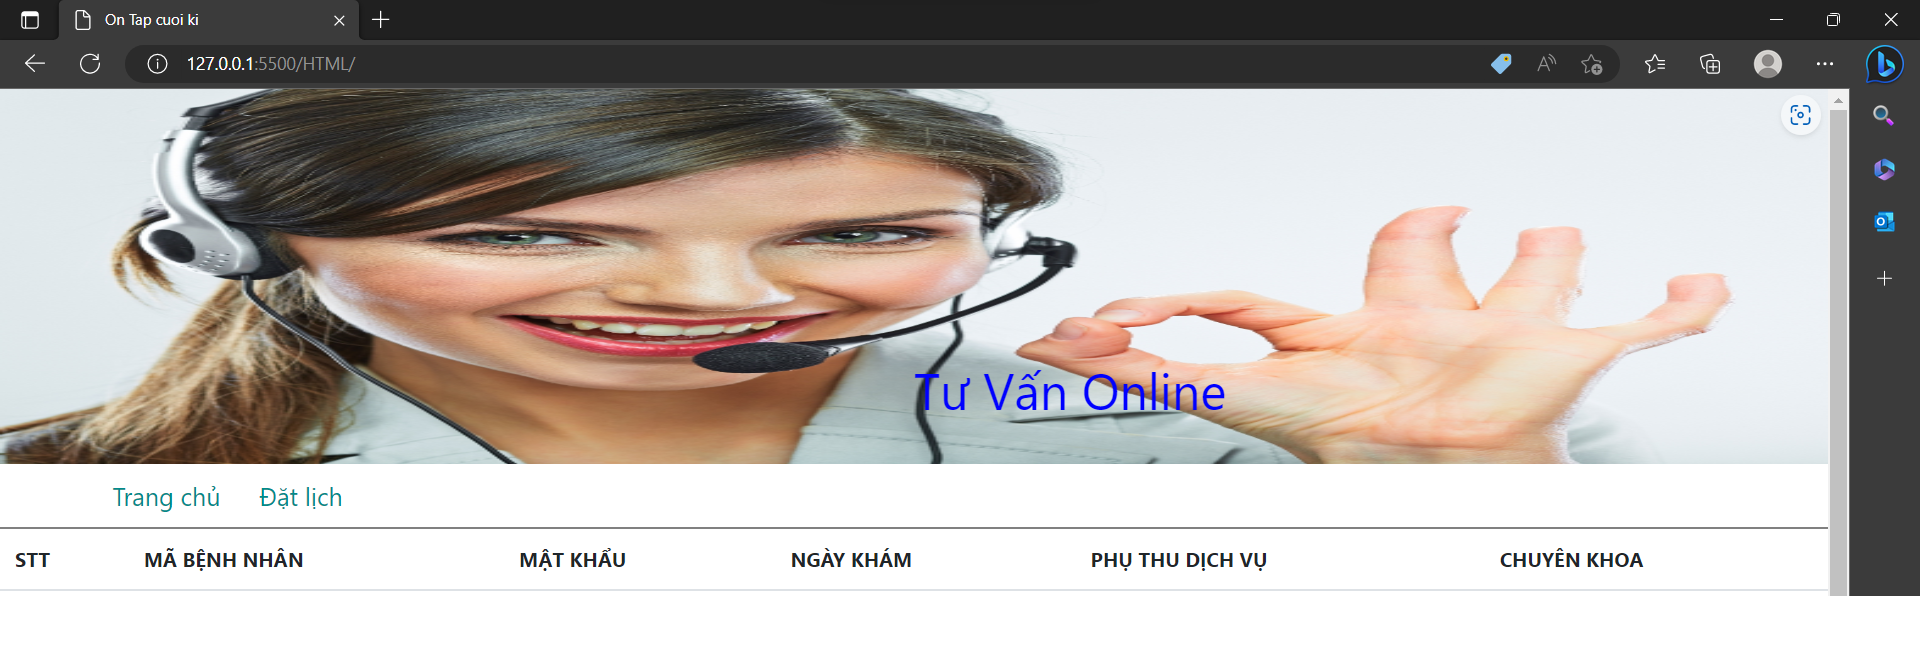 On Tap cuoi ki
127.0.0.1:5500/HTML/
Tư Vấn Online
Trang chủ Đặt lịch
STT MÃ BỆNH NHÂN MẬT KHẨU NGÀY KHÁM PHỤ THU DỊCH VỤ CHUYÊN KHOA